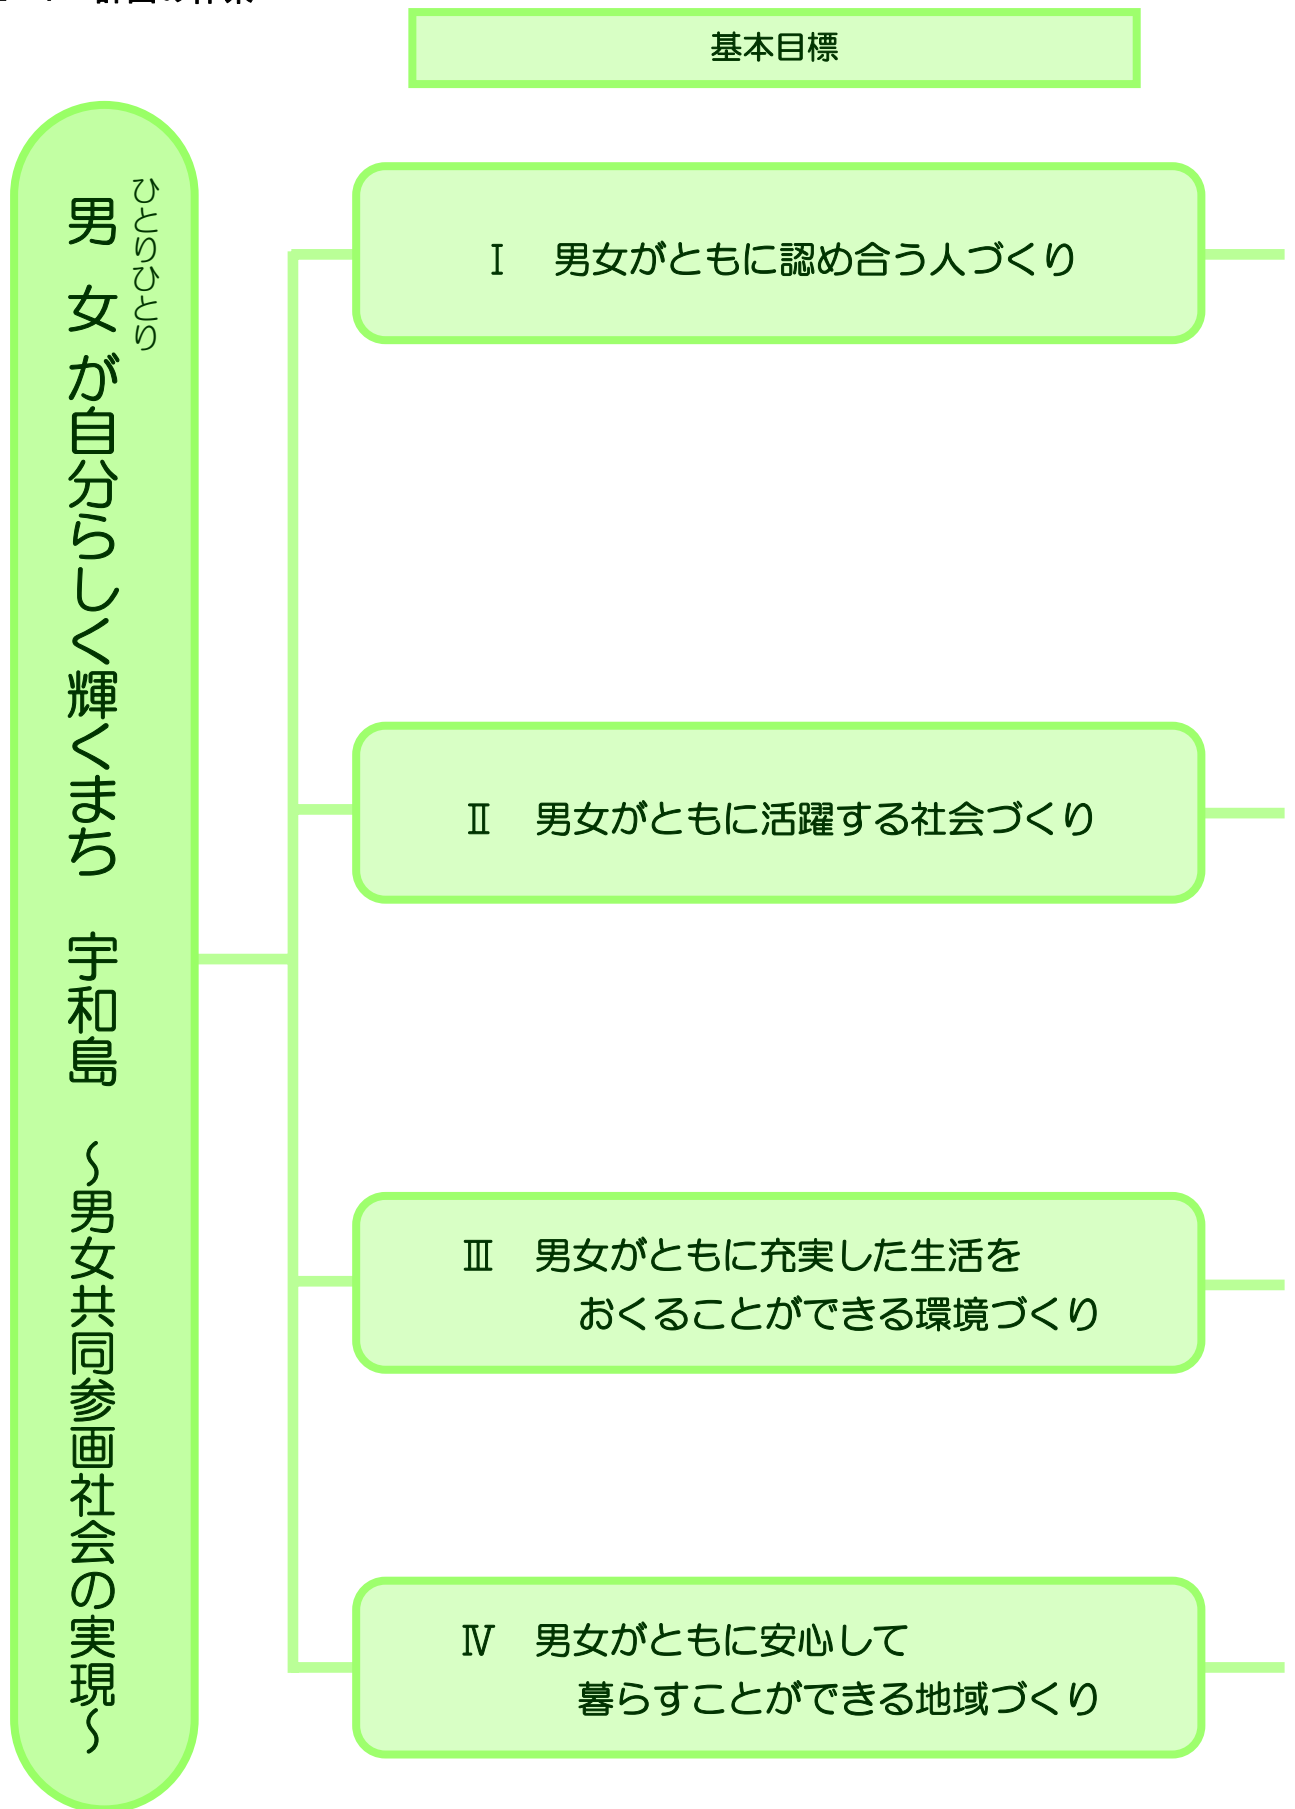 基本目標
ひとりひとり
男女が自分らしく輝くまち　宇和島　～男女共同参画社会の実現～
Ⅰ　男女がともに認め合う人づくり
Ⅱ　男女がともに活躍する社会づくり
Ⅲ　男女がともに充実した生活を
おくることができる環境づくり
Ⅳ　男女がともに安心して
暮らすことができる地域づくり